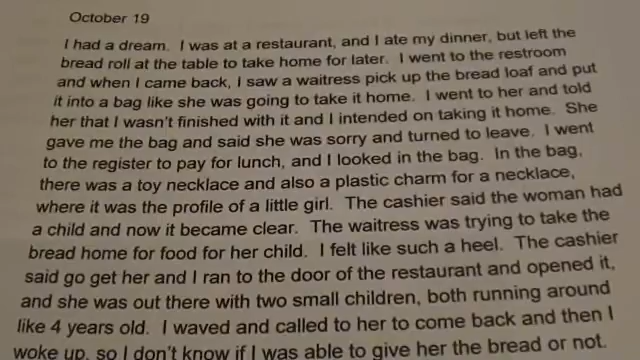 October 19
I had a dream. I was at a restaurant, and I ate my dinner, but left the
bread roll at the table to take home for later. I went to the restroom
and when I came back, I saw a waitress pick up the bread loaf and put
it into a bag like she was going to take it home. I went to her and told
her that I wasn't finished with it and I intended on taking it home. She
gave me the bag and said she was sorry and turned to leave. I went
to the register to pay for lunch, and I looked in the bag. In the bag,
there was a toy necklace and also a plastic charm for a necklace,
where it was the profile of a little girl. The cashier said the woman had
a child and now it became clear. The waitress was trying to take the
bread home for food for her child. I felt like such a heel. The cashier
said go get her and I ran to the door of the restaurant and opened it,
and she was out there with two small children, both running around
like 4 years old. I waved and called to her to come back and then I
woke up, so I don't know if I was able to give her the bread or not.